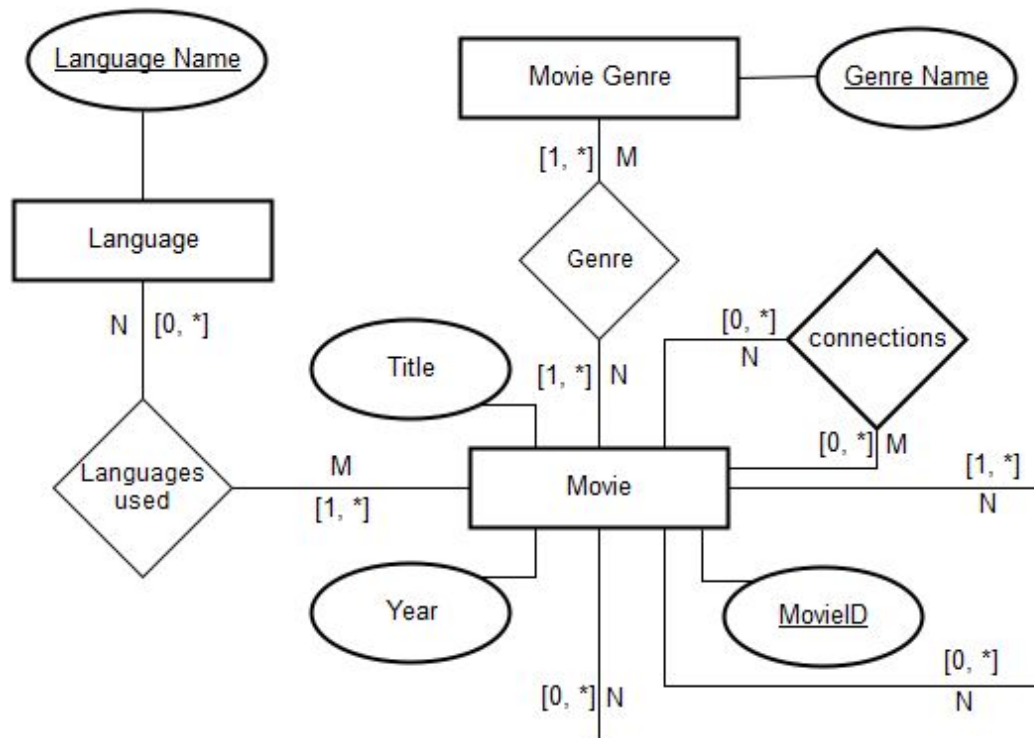 Language Name
Movie Genre
Genre Name
[1, *] M
Language
Genre
N [0, *]
[0, *]
N
connections
Title
[1, *] N
[0, *] M
Languages
used
M
[1, *]
Movie
[1, *]
N
Year
MovieID
[0, *] N
[0, *]
N